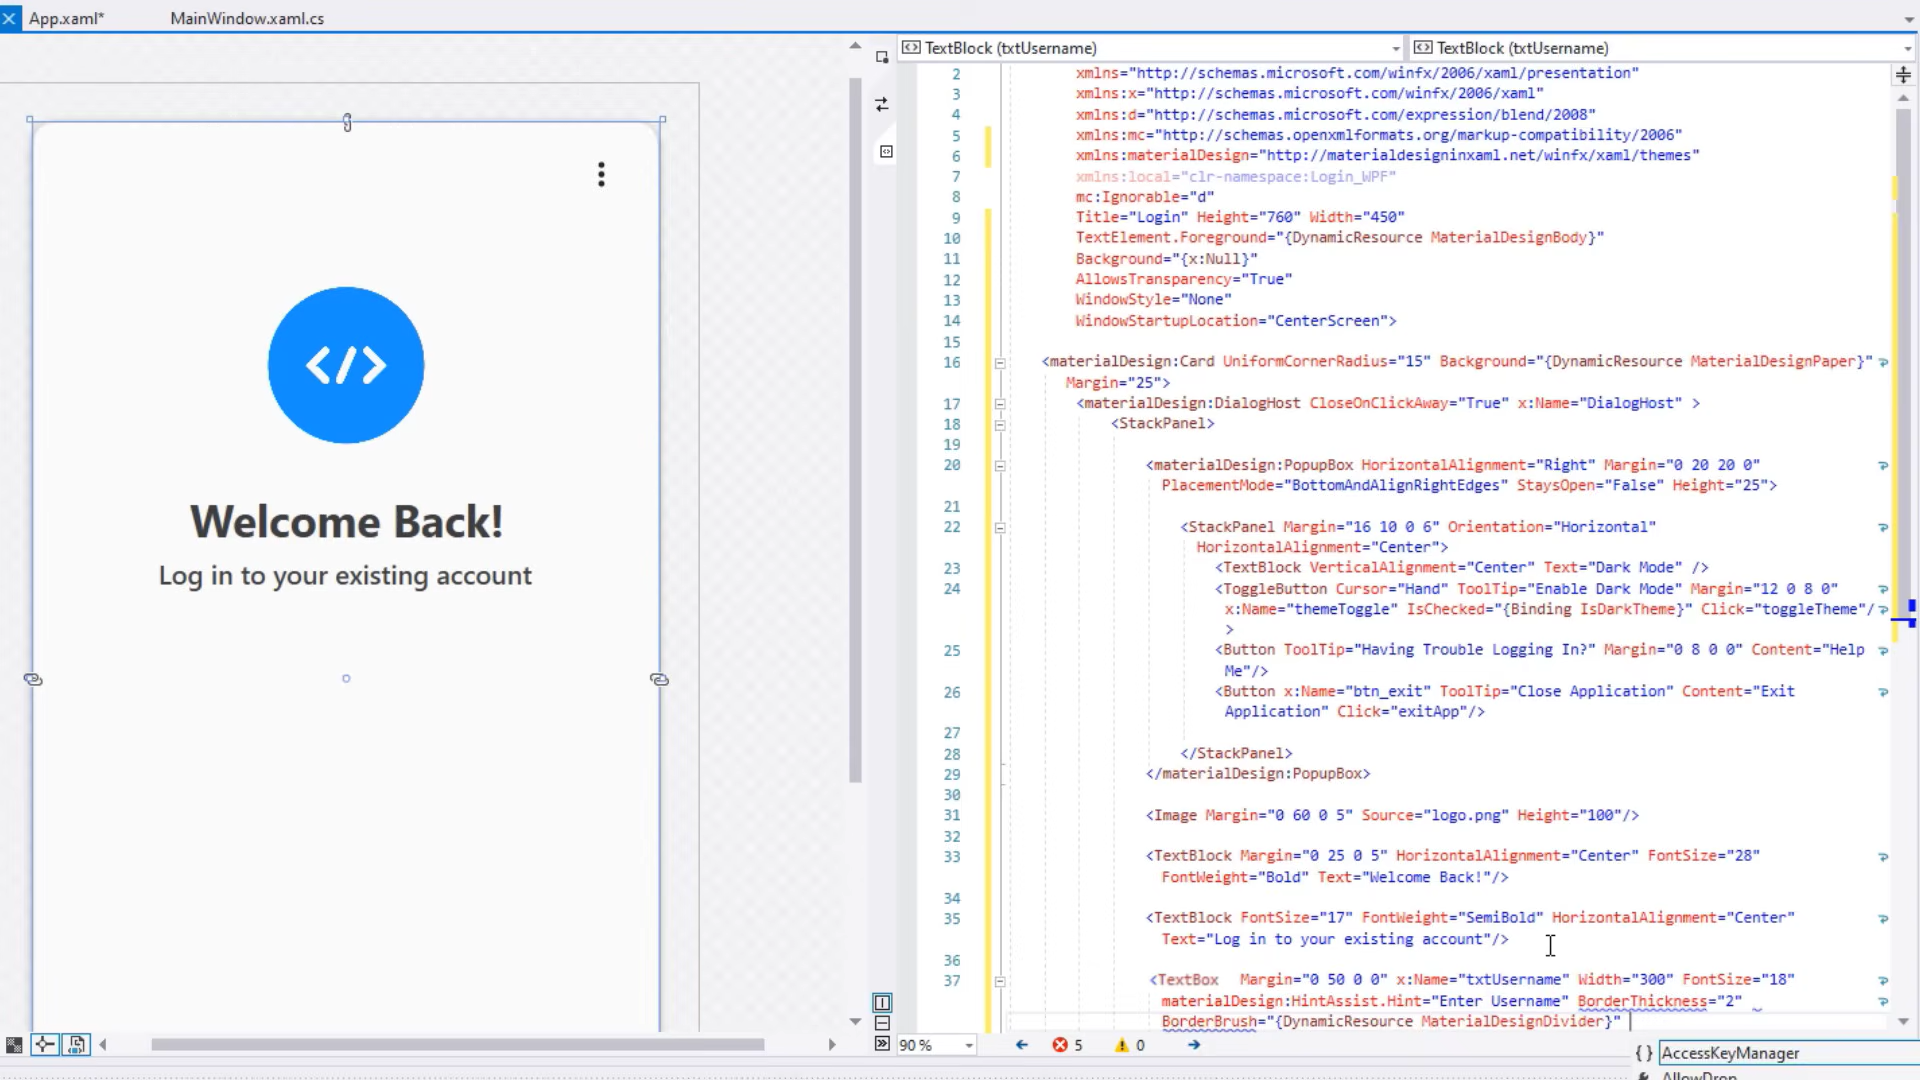 App.xaml*
MainWindow.xaml.cs
Welcome Back!
Log in to your existing account
TextBlock (txtUsername)
TextBlock (txtUsername)
2 xmlns="http://schemas.microsoft.com/winfx/2006/xaml/presentation"
3 xmlns:x="http://schemas.microsoft.com/winfx/2006/xaml"
4 xmlns:d="http://schemas.microsoft.com/expression/blend/2008"
5 xmlns:mc="http://schemas.openxmlformats.org/markup-compatibility/2006"
6 xmlns:materialDesign="http://materialdesigninxaml.net/winfx/xaml/themes"
7 xmlns:local="clr-namespace:Login_WPF"
8 mc:Ignorable="d"
9 Title="Login" Height="760" Width="450"
10 TextElement.Foreground="{DynamicResource MaterialDesignBody}"
11 Background="{x:Null}"
12 AllowsTransparency="True"
13 WindowStyle="None"
14 WindowStartupLocation="CenterScreen">
15
16 <materialDesign:Card UniformCornerRadius="15" Background="{DynamicResource MaterialDesignPaper}"
Margin="25">
17 <materialDesign:DialogHost CloseOnClickAway="True" x:Name="DialogHost" >
18 <StackPanel>
19
20 <materialDesign:PopupBox HorizontalAlignment="Right" Margin="0 20 20 0"
PlacementMode="BottomAndAlignRightEdges" StaysOpen="False" Height="25">
21
22 <StackPanel Margin="16 10 0 6" Orientation="Horizontal"
HorizontalAlignment="Center">
23 <TextBlock VerticalAlignment="Center" Text="Dark Mode" />
24 <ToggleButton Cursor="Hand" ToolTip="Enable Dark Mode" Margin="12 0 8 0"
x:Name="themeToggle" IsChecked="{Binding IsDarkTheme}" Click="toggleTheme"/
>
25 <Button ToolTip="Having Trouble Logging In?" Margin="0 8 0 0" Content="Help
Me"/>
26 <Button x:Name="btn_exit" ToolTip="Close Application" Content="Exit
Application" Click="exitApp"/>
27
28 </StackPanel>
29 </materialDesign:PopupBox>
30
31 <Image Margin="0 60 0 5" Source="logo.png" Height="100"/>
32
33 <TextBlock Margin="0 25 0 5" HorizontalAlignment="Center" FontSize="28"
FontWeight="Bold" Text="Welcome Back!"/>
34
35 <TextBlock FontSize="17" FontWeight="SemiBold" HorizontalAlignment="Center"
Text="Log in to your existing account"/>
36
37 <TextBox Margin="0 50 0 0" x:Name="txtUsername" Width="300" FontSize="18"
materialDesign:HintAssist.Hint="Enter Username" BorderThickness="2"
BorderBrush="{DynamicResource MaterialDesignDivider}"
90 %
5
0
{ } AccessKeyManager
AllowDrop